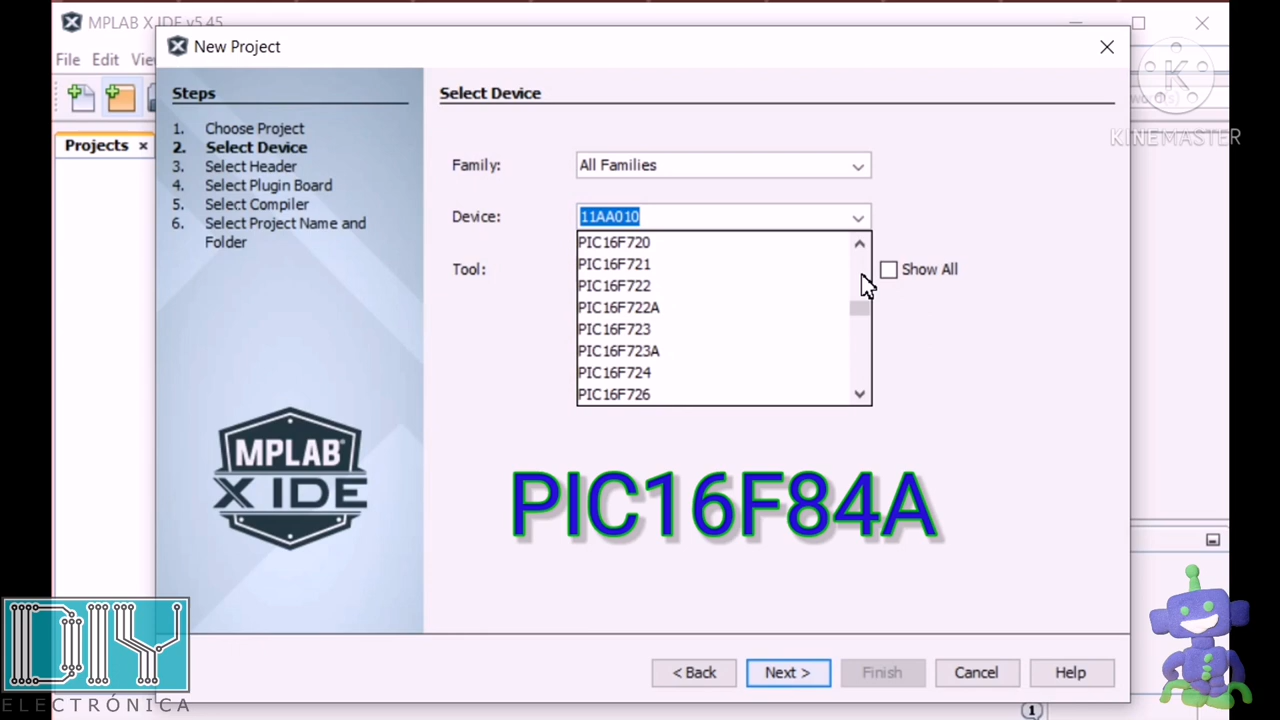 MPLAB X IDE v5.45
File Edit
New Project
Projects
Steps
1. Choose Project
2. Select Device
3. Select Header
4. Select Plugin Board
5. Select Compiler
6. Select Project Name and
Folder
MPLAB
X IDE
Select Device
Family: All Families
Device: 11AA010
PIC16F720
PIC16F721
PIC16F722
PIC16F722A
PIC16F723
PIC16F723A
PIC16F724
PIC16F726
Tool:
Show All
PIC16F84A
< Back Next > Finish Cancel Help
K
KINEMASTER
DIY
ELECTRÓNICA
1